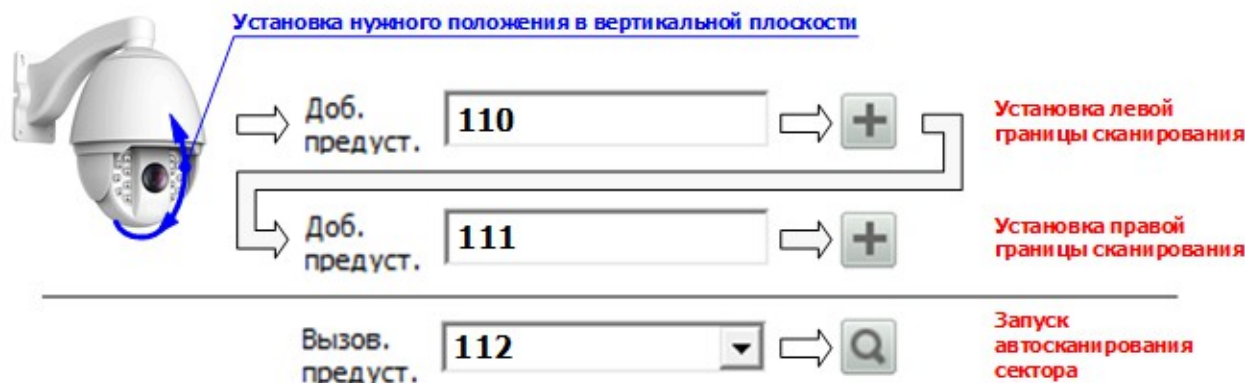 Установка нужного положения в вертикальной плоскости
Доб.
предуст.
110
Установка левой
границы сканирования
Доб.
предуст.
111
Установка правой
границы сканирования
Вызов.
предуст.
112
Запуск
автосканирования
сектора